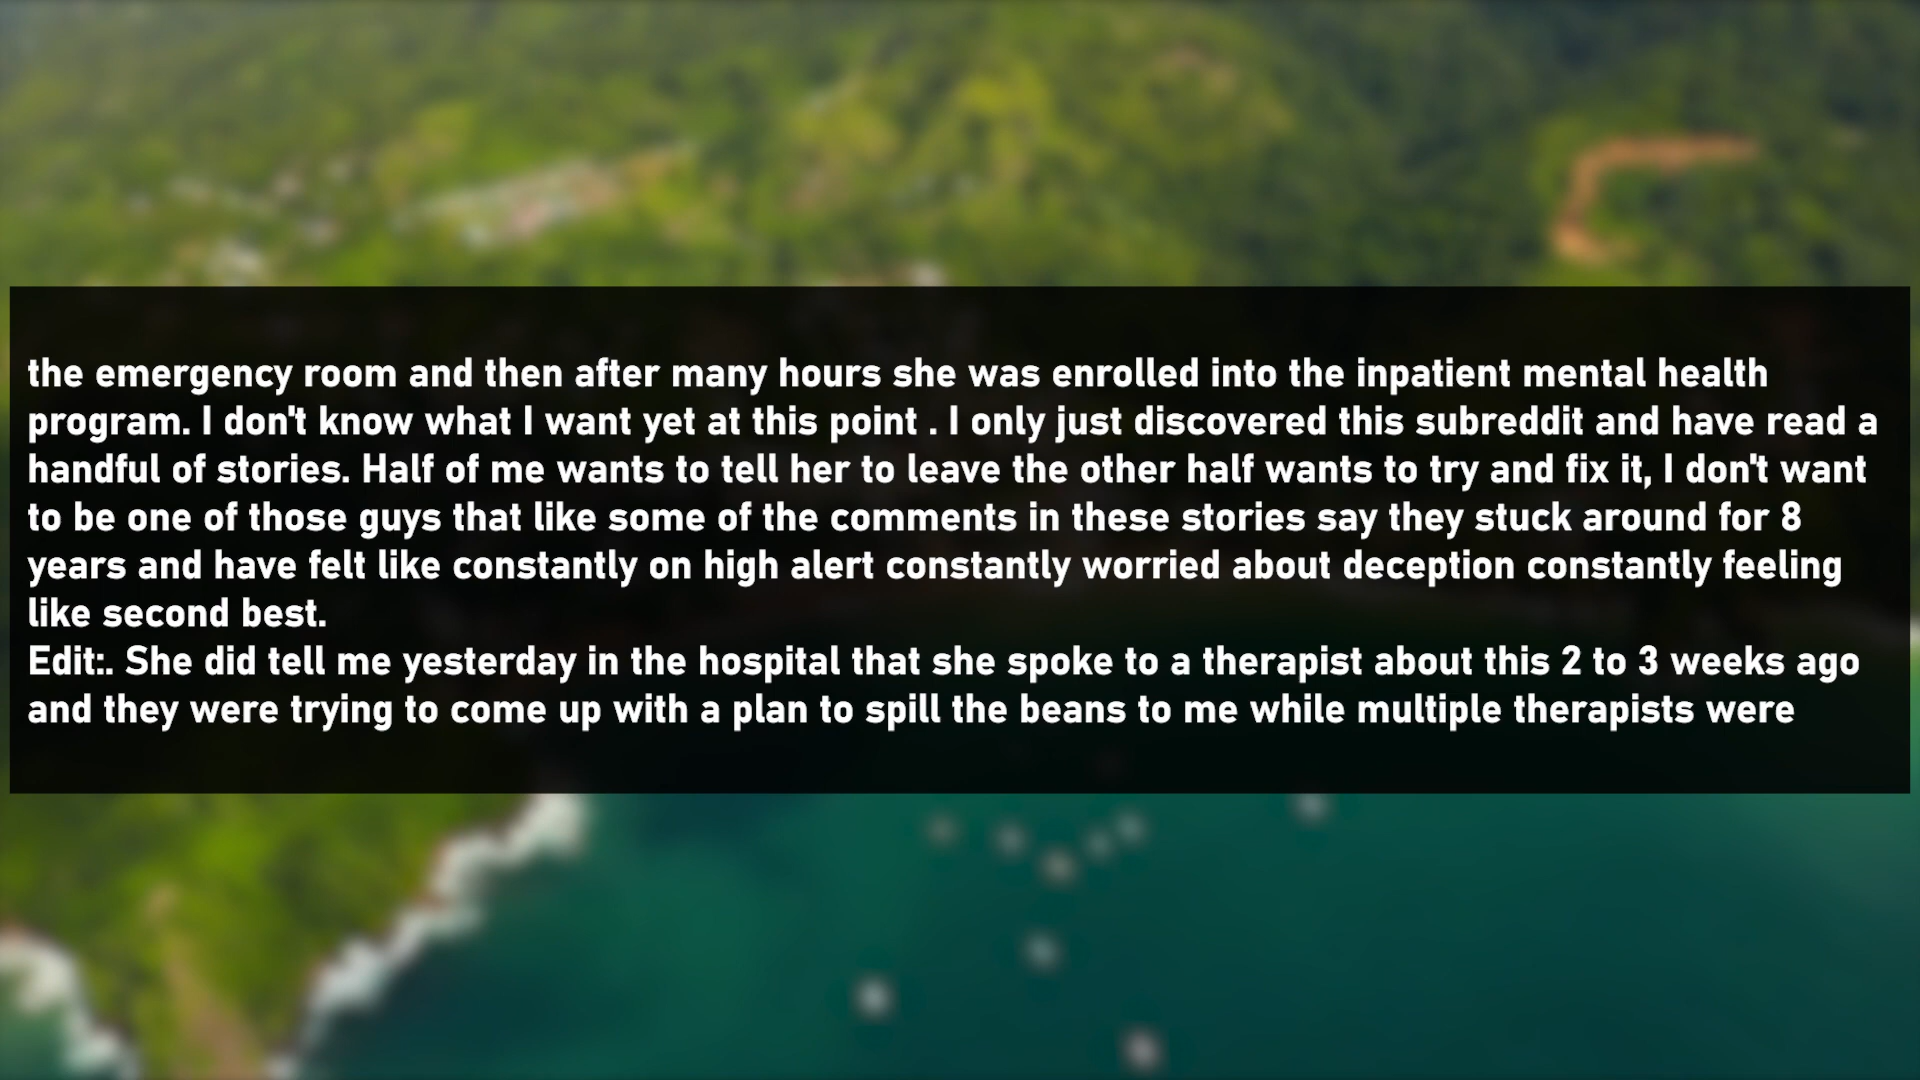 the emergency room and then after many hours she was enrolled into the inpatient mental health
program. I don't know what I want yet at this point . I only just discovered this subreddit and have read a
handful of stories. Half of me wants to tell her to leave the other half wants to try and fix it, I don't want
to be one of those guys that like some of the comments in these stories say they stuck around for 8
years and have felt like constantly on high alert constantly worried about deception constantly feeling
like second best.
Edit:. She did tell me yesterday in the hospital that she spoke to a therapist about this 2 to 3 weeks ago
and they were trying to come up with a plan to spill the beans to me while multiple therapists were